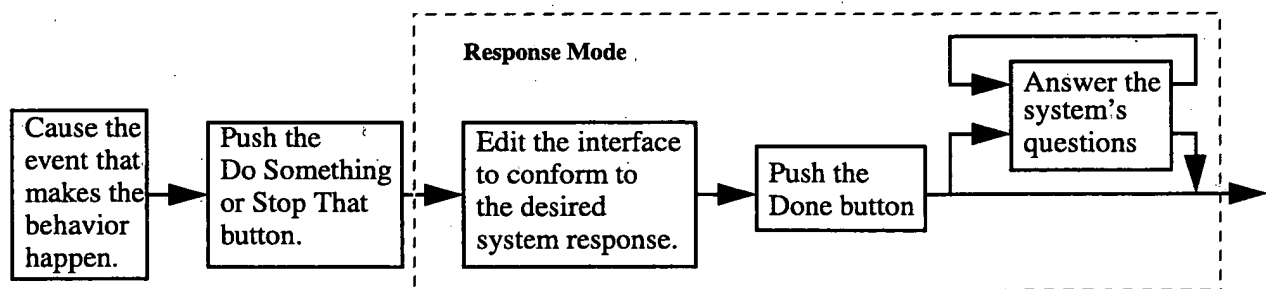 Response Mode
Cause the
event that
makes the
behavior
happen.
Push the
Do Something
or Stop That
button.
Edit the interface
to conform to
the desired
system response.
Push the
Done button
Answer the
system's
questions